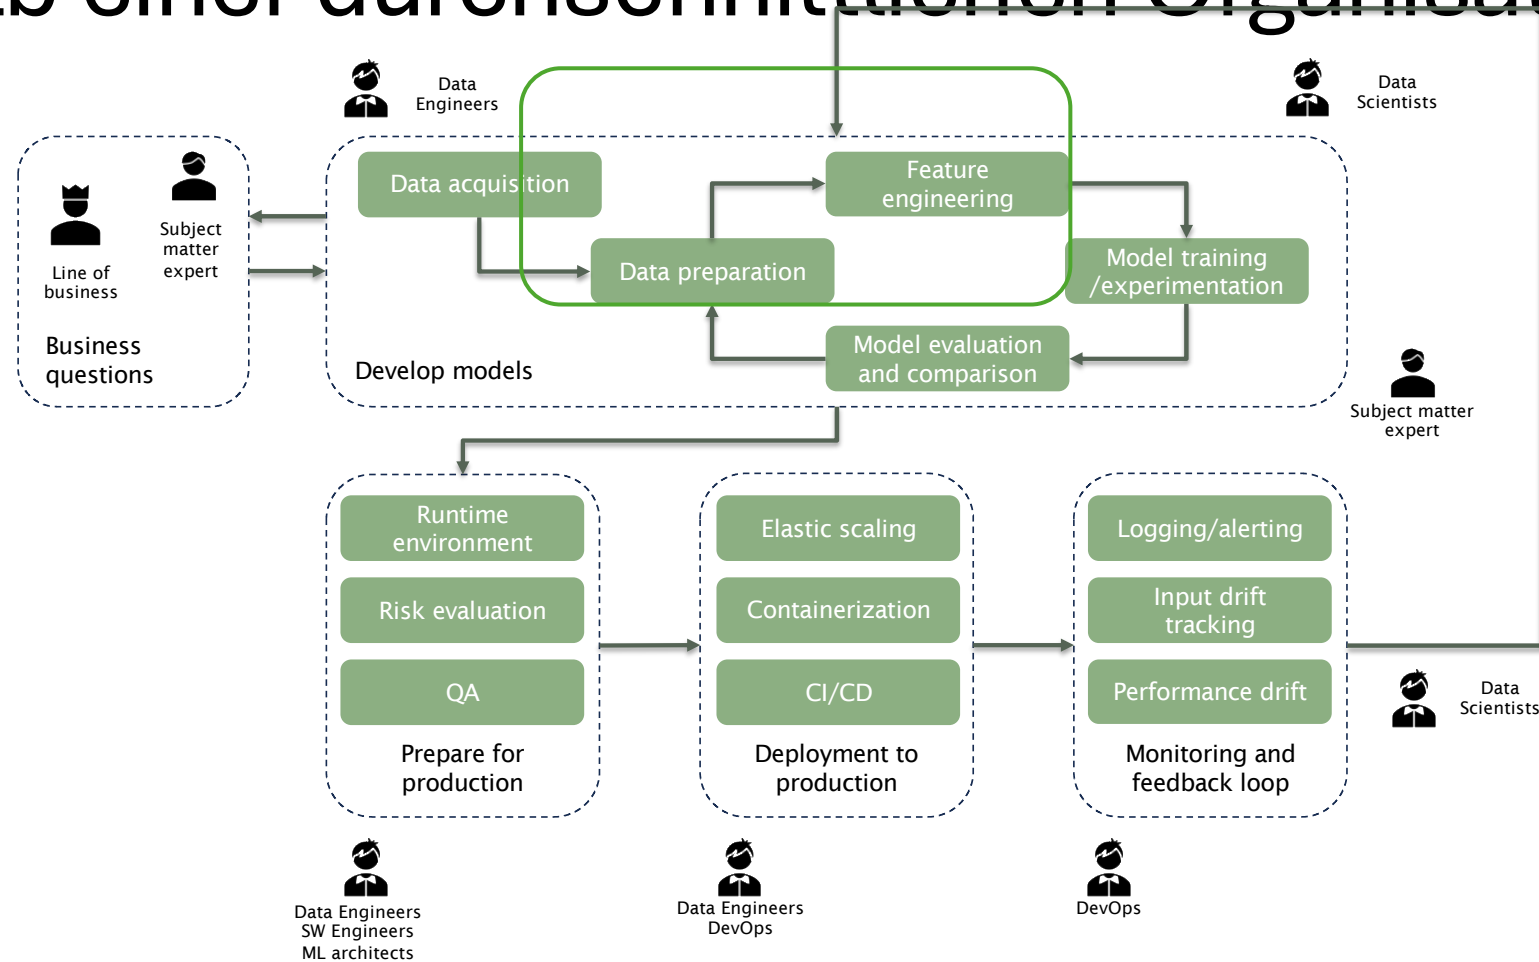 einer
Data
Engineers
Data
Scientists
Data acquisition
Feature
engineering
Subject
matter
expert
Line of
business
Data preparation
Model training
/experimentation
Business
questions
Model evaluation
and comparison
Develop models
Subject matter
expert
Runtime
environment
Elastic scaling
Logging/alerting
Risk evaluation
Containerization
Input drift
tracking
QA
CI/CD
Performance drift
Data
Scientists
Prepare for
production
Deployment to
production
Monitoring and
feedback loop
Data Engineers
SW Engineers
ML architects
Data Engineers
DevOps
DevOps